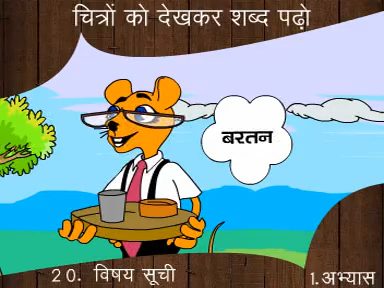 चित्रों को देखकर शब्द पढ़ो
बरतन
20. विषय सूची
1.अभ्यास